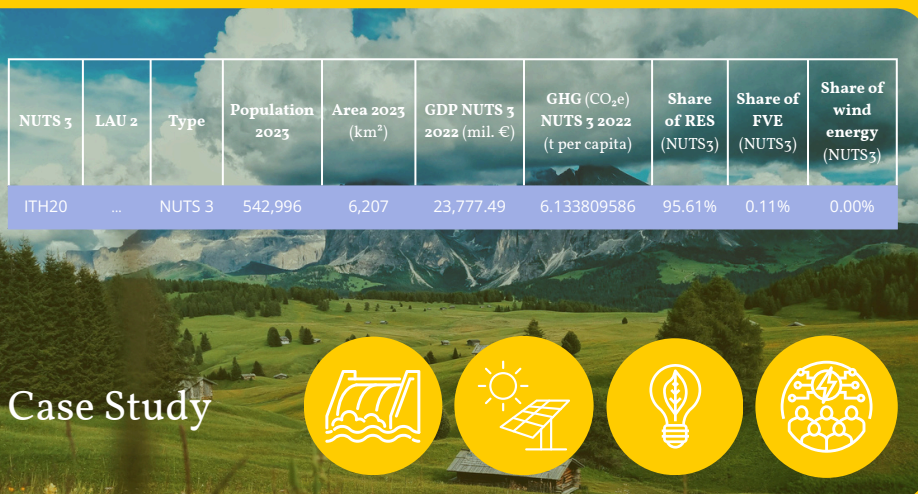 NUTS 3
LAU 2
Type
Population
2023
Area 2023
(km²)
GDP NUTS 3
2022 (mil. €)
GHG (CO₂e)
NUTS 3 2022
(t per capita)
Share
of RES
(NUTS3)
Share of
FVE
(NUTS3)
Share of
wind
energy
(NUTS3)
ITH20 ... NUTS 3 542,996 6,207 23,777.49 6.133809586 95.61% 0.11% 0.00%
Case Study